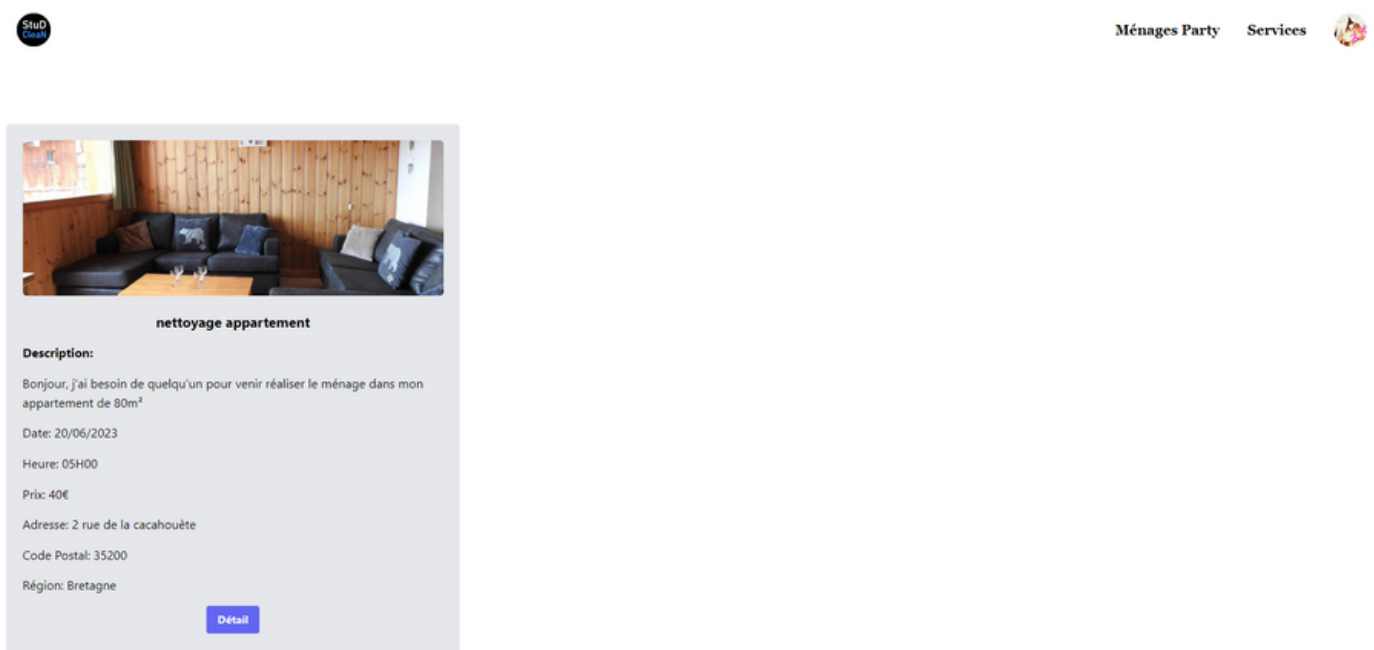 StuD
CleaN
Ménages Party
Services
nettoyage appartement
Description:
Bonjour, j'ai besoin de quelqu'un pour venir réaliser le ménage dans mon
appartement de 80m²
Date: 20/06/2023
Heure: 05H00
Prix: 40€
Adresse: 2 rue de la cacahouète
Code Postal: 35200
Région: Bretagne
Détail